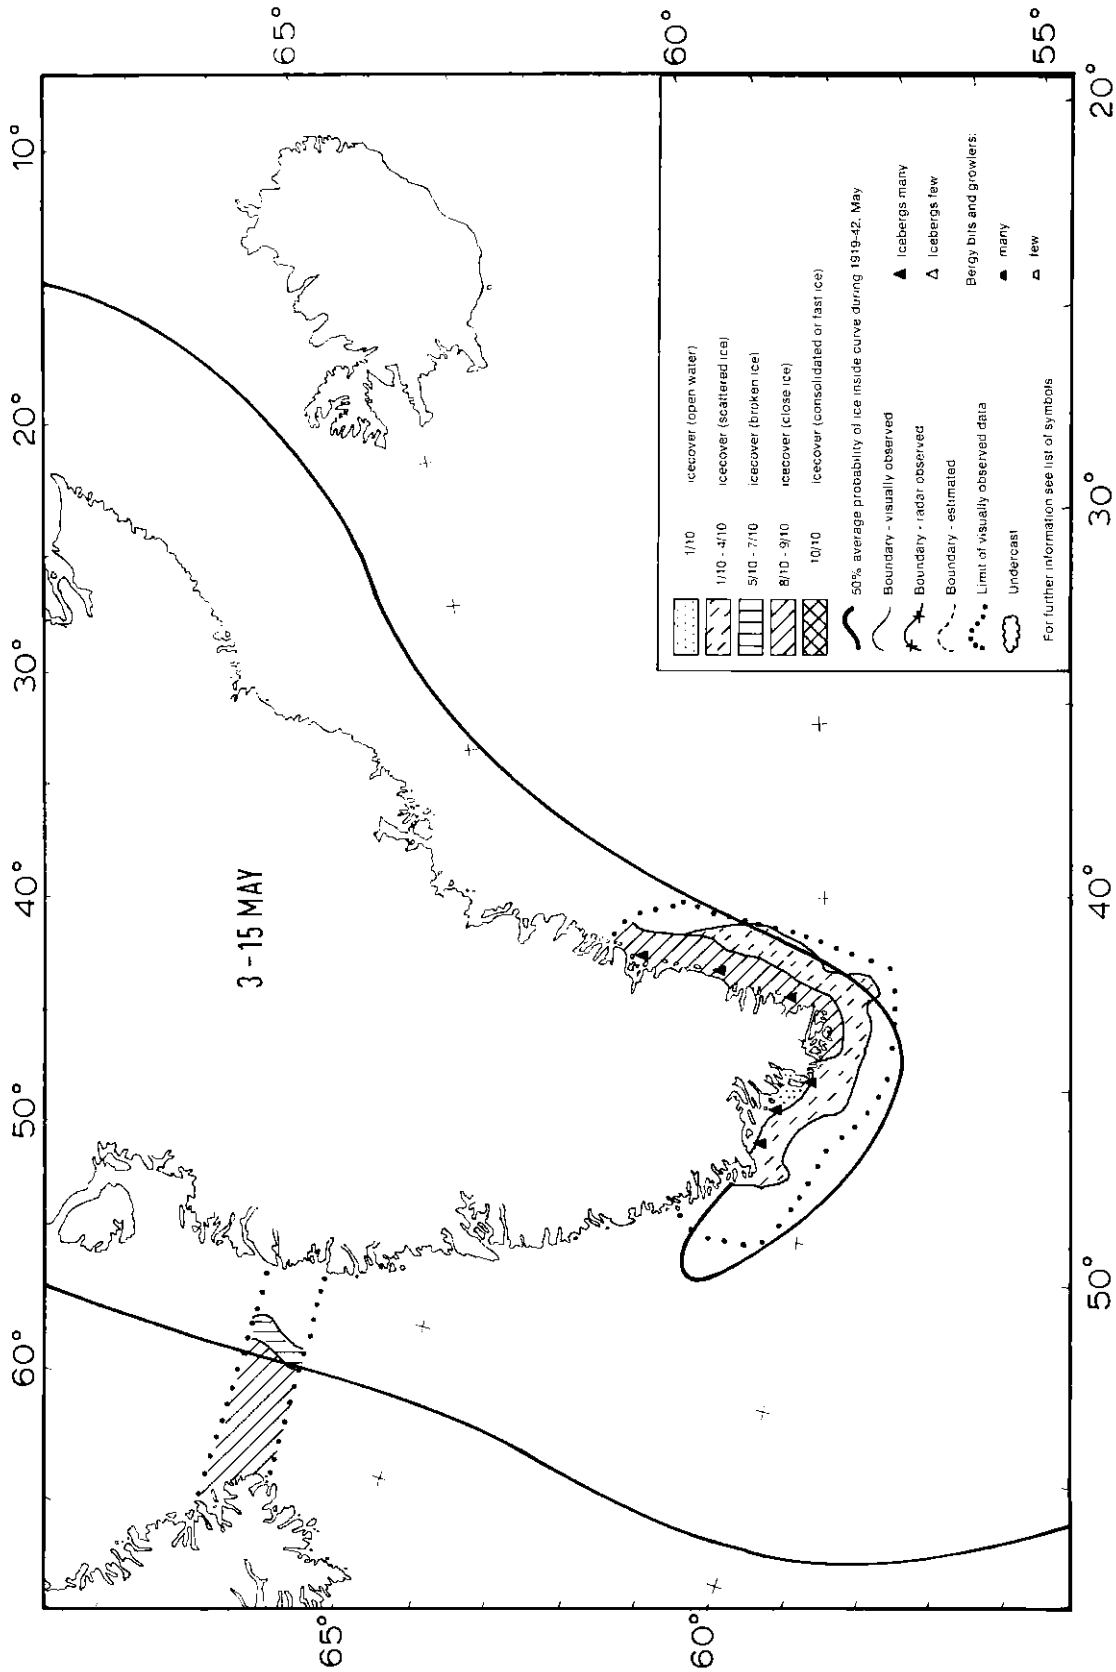 3 - 15 MAY
10°
20°
30°
40°
50°
60°
65°
60°
55°
20°
30°
40°
50°
65°
60°
1/10 icecover (open water)
1/10 - 4/10 icecover (scattered ice)
5/10 - 7/10 icecover (broken ice)
8/10 - 9/10 icecover (close ice)
10/10 icecover (consolidated or fast ice)
50% average probability of ice inside curve during 1919-42. May
Boundary - visually observed
Boundary - radar observed
Boundary - estimated
Limit of visually observed data
Undercast
Icebergs many
Icebergs few
Bergy bits and growlers:
many
few
For further information see list of symbols